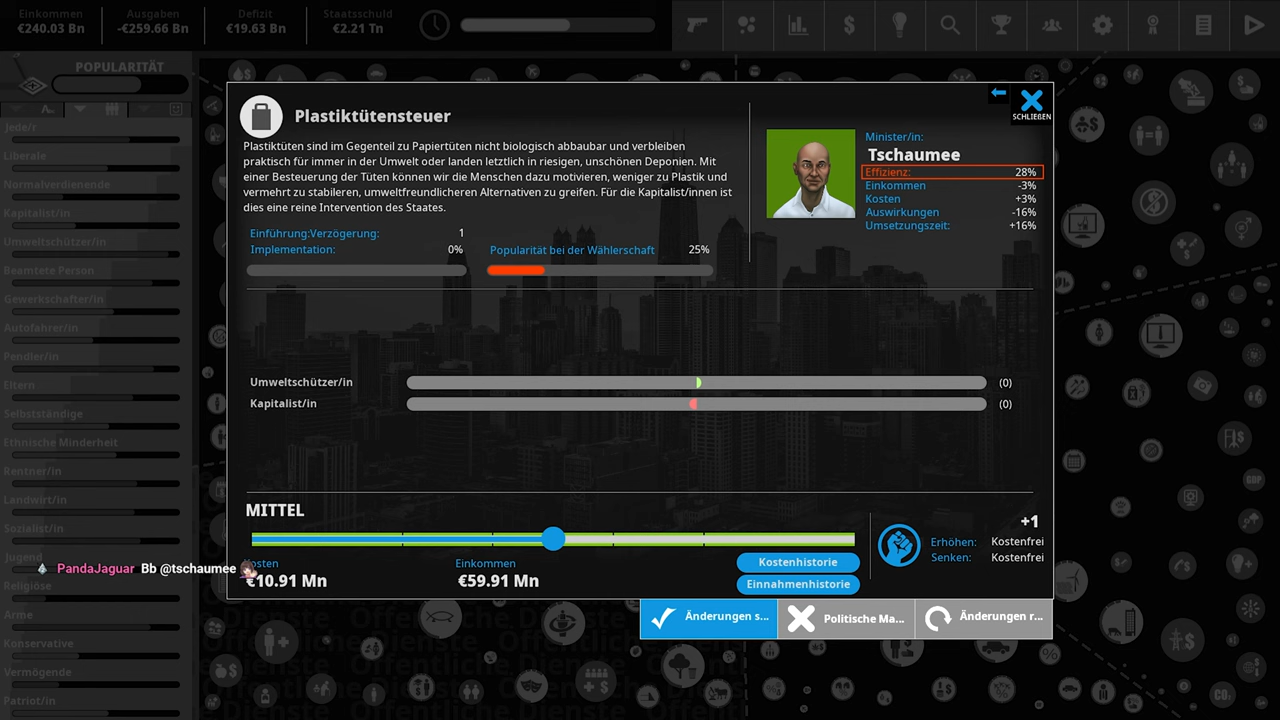 Einkommen
€240.03 Bn
Ausgaben
-€259.66 Bn
Defizit
€19.63 Bn
Staatsschuld
€2.21 Tn
POPULARITÄT
Jede/r
Liberale
Normalverdienende
Kapitalist/in
Umweltschützer/in
Beamtete Person
Gewerkschafter/in
Autofahrer/in
Pendler/in
Eltern
Selbstständige
Ethnische Minderheit
Rentner/in
Landwirt/in
Sozialist/in
Jugend
Religiöse
Arme
Konservative
Vermögende
Patriot/in
Plastiktütensteuer
Plastiktüten sind im Gegenteil zu Papiertüten nicht biologisch abbaubar und verbleiben
praktisch für immer in der Umwelt oder landen letztlich in riesigen, unschönen Deponien. Mit
einer Besteuerung der Tüten können wir die Menschen dazu motivieren, weniger zu Plastik und
vermehrt zu stabileren, umweltfreundlicheren Alternativen zu greifen. Für die Kapitalist/innen ist
dies eine reine Intervention des Staates.
Einführung:Verzögerung: 1
Implementation: 0%
Popularität bei der Wählerschaft 25%
SCHLIEßEN
Minister/in:
Tschaumee
Effizienz: 28%
Einkommen -3%
Kosten +3%
Auswirkungen -16%
Umsetzungszeit: +16%
Umweltschützer/in (0)
Kapitalist/in (0)
MITTEL
Kosten
€10.91 Mn
Einkommen
€59.91 Mn
Kostenhistorie
Einnahmenhistorie
+1
Erhöhen: Kostenfrei
Senken: Kostenfrei
PandaJaguar Bb @tschaumee
Änderungen s...
Politische Ma...
Änderungen r...
Öffentliche Dienste